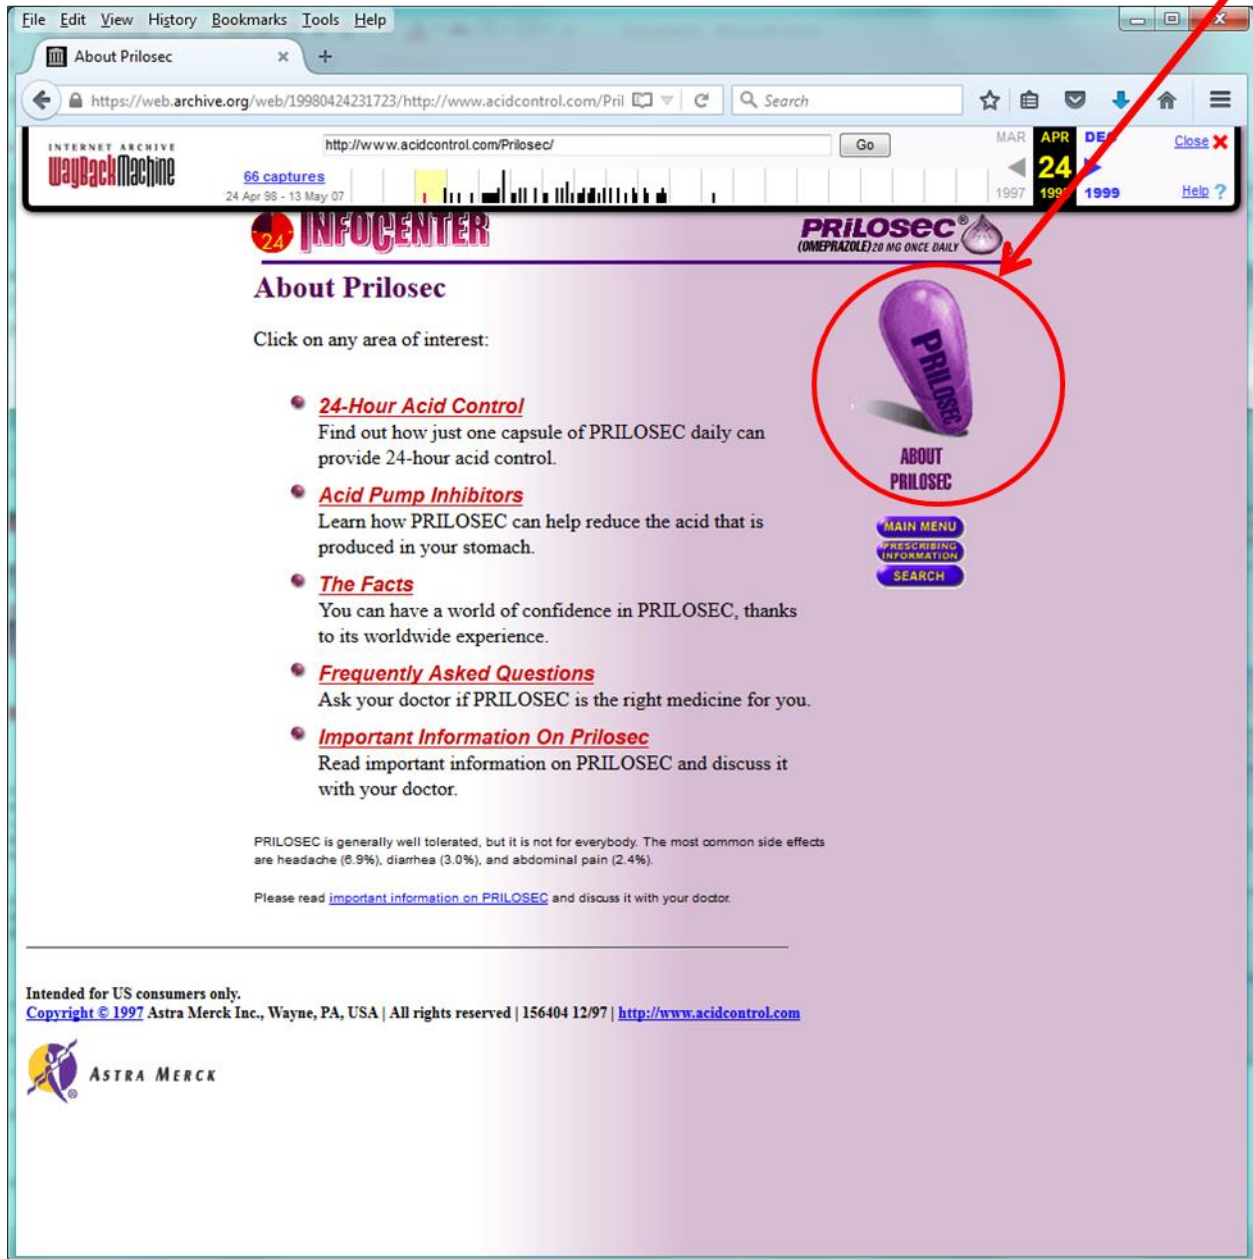 File Edit View History Bookmarks Tools Help
About Prilosec
https://web.archive.org/web/19980424231723/http://www.acidcontrol.com/Pril
Search
INTERNET ARCHIVE
WayBackMachine
http://www.acidcontrol.com/Prilosec/
Go
66 captures
24 Apr 98 - 13 May 07
MAR APR DEC
24
1997 1998 1999
Close
Help ?
24 INFOCENTER
PRILOSEC®
(OMEPRAZOLE) 20 MG ONCE DAILY
About Prilosec
Click on any area of interest:
24-Hour Acid Control
Find out how just one capsule of PRILOSEC daily can
provide 24-hour acid control.
Acid Pump Inhibitors
Learn how PRILOSEC can help reduce the acid that is
produced in your stomach.
The Facts
You can have a world of confidence in PRILOSEC, thanks
to its worldwide experience.
Frequently Asked Questions
Ask your doctor if PRILOSEC is the right medicine for you.
Important Information On Prilosec
Read important information on PRILOSEC and discuss it
with your doctor.
PRILOSEC
ABOUT
PRILOSEC
MAIN MENU
PRESCRIBING
INFORMATION
SEARCH
PRILOSEC is generally well tolerated, but it is not for everybody. The most common side effects
are headache (6.9%), diarrhea (3.0%), and abdominal pain (2.4%).
Please read important information on PRILOSEC and discuss it with your doctor.
Intended for US consumers only.
Copyright © 1997 Astra Merck Inc., Wayne, PA, USA | All rights reserved | 156404 12/97 | http://www.acidcontrol.com
ASTRA MERCK